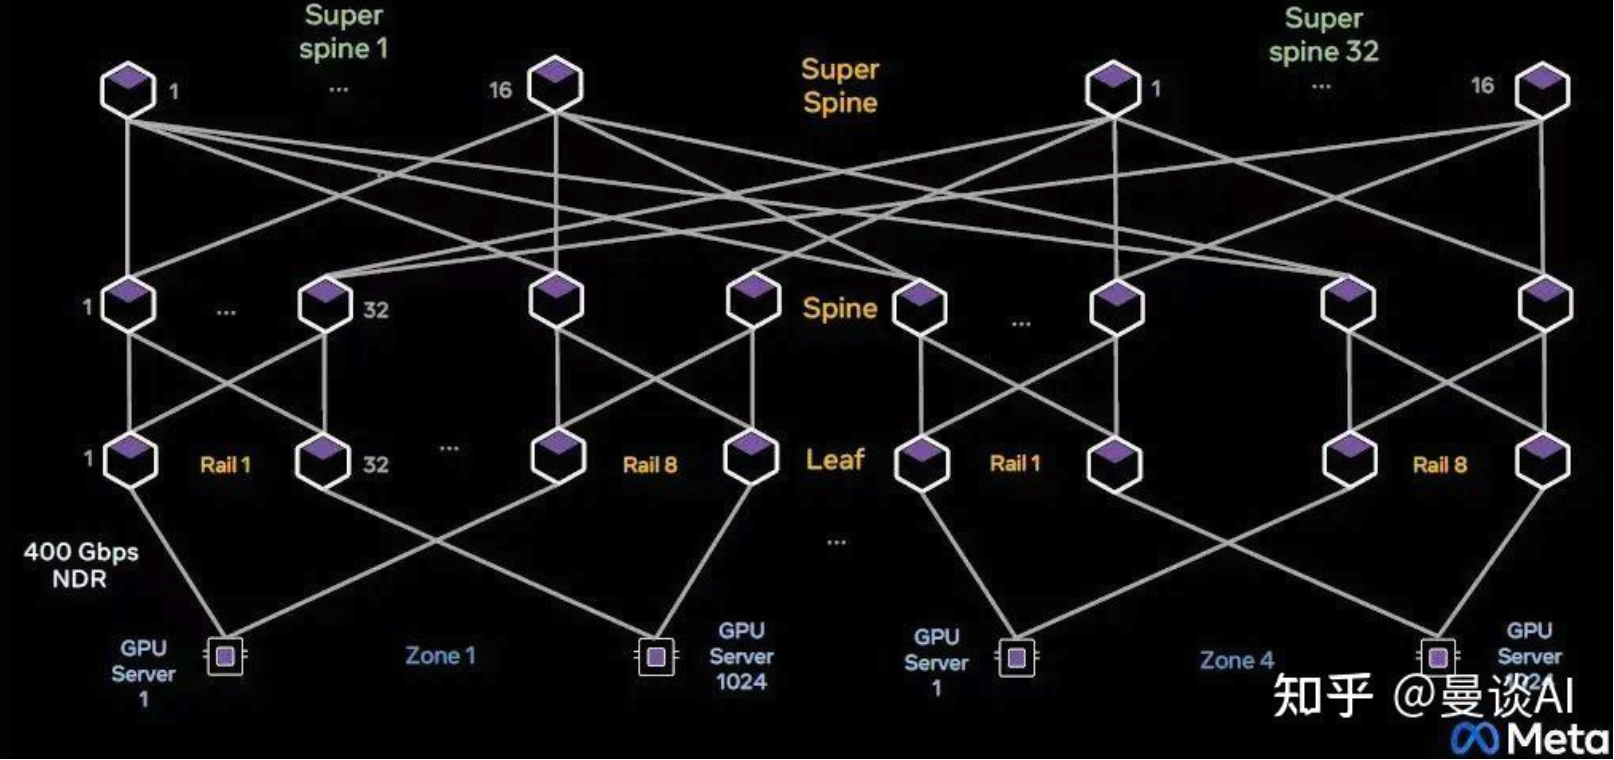 Super
spine 1
Super
spine 32
1
...
16
Super
Spine
1
...
16
1
...
32
Spine
...
1
Rail 1
32
...
Rail 8
Leaf
Rail 1
Rail 8
400 Gbps
NDR
...
GPU
Server
1
Zone 1
GPU
Server
1024
GPU
Server
1
Zone 4
GPU
Server
1024
知乎 @曼谈AI
Meta